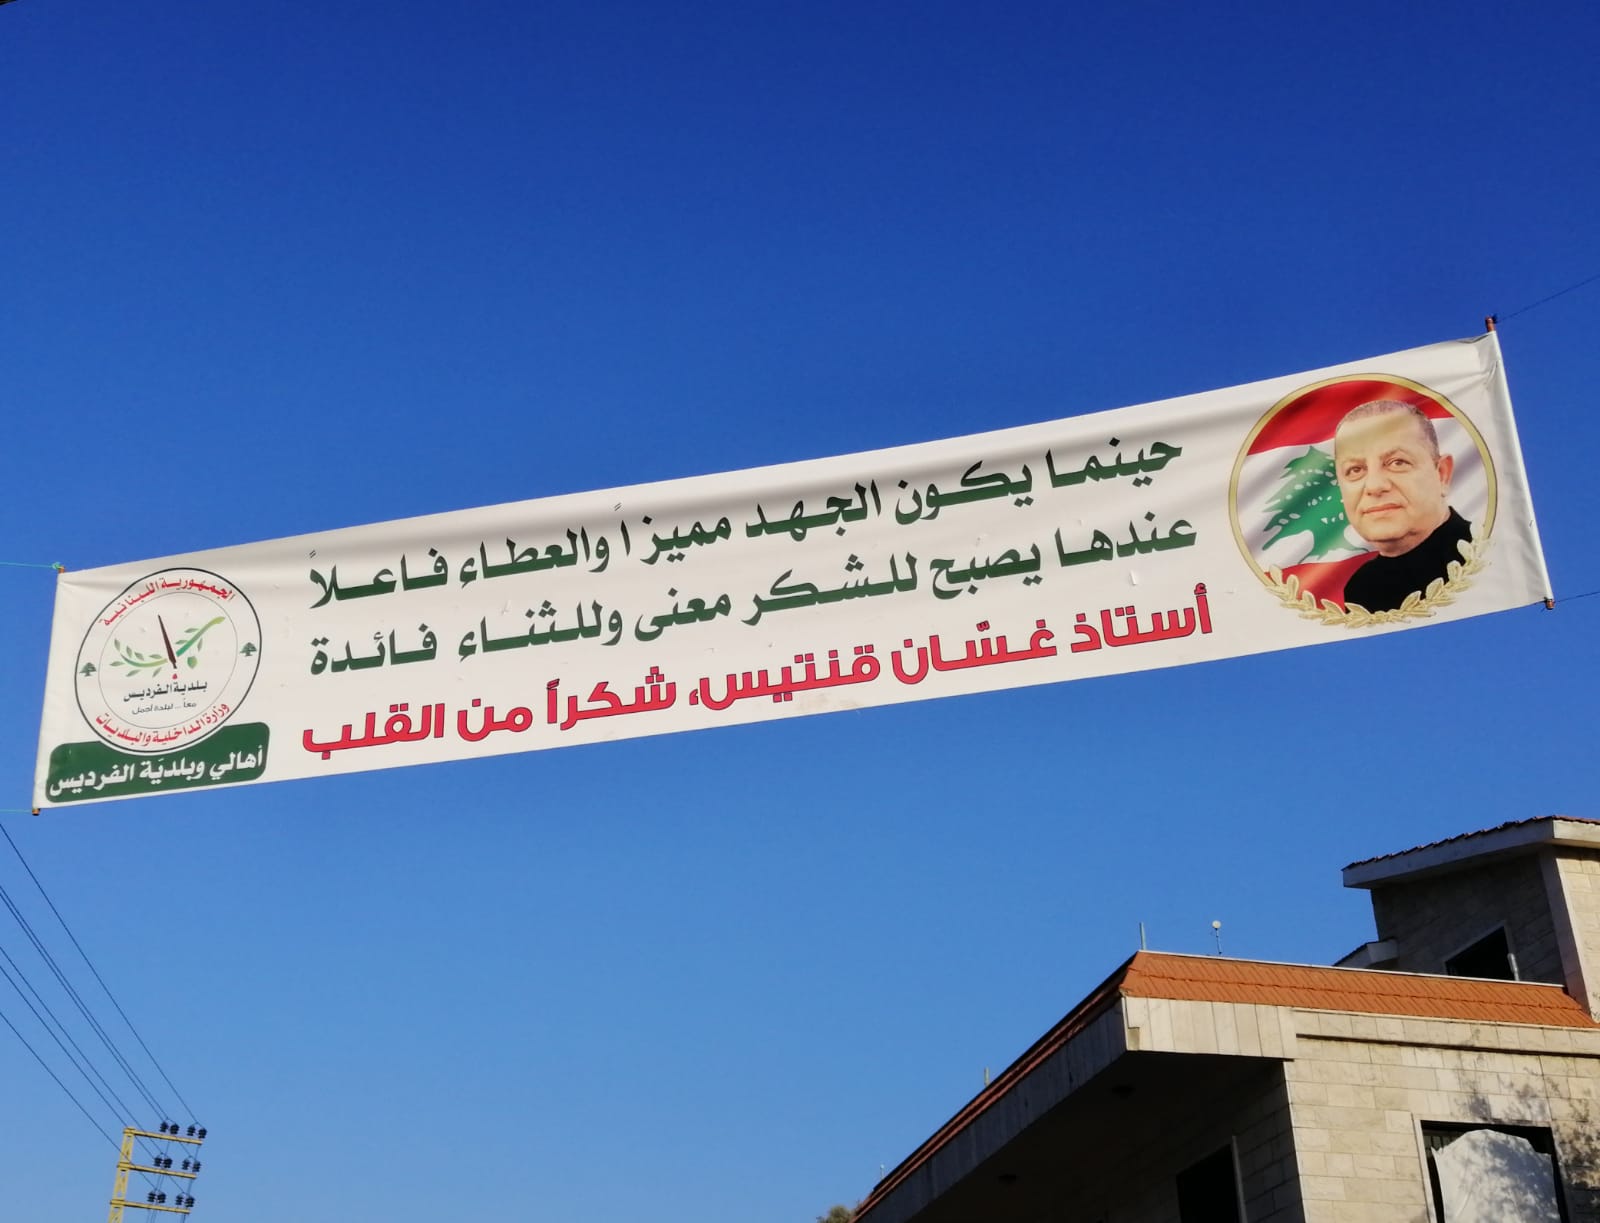 حينما يكون الجهد مميزاً والعطاء فاعلاً
عندها يصبح للشكر معنى وللثناء فائدة
أستاذ غسّان قنتيس، شكراً من القلب
الجمهورية اللبنانية
بلدية الفرديس
معاً ... لبلدة أجمل
وزارة الداخلية والبلديات
أهالي وبلديّة الفرديس